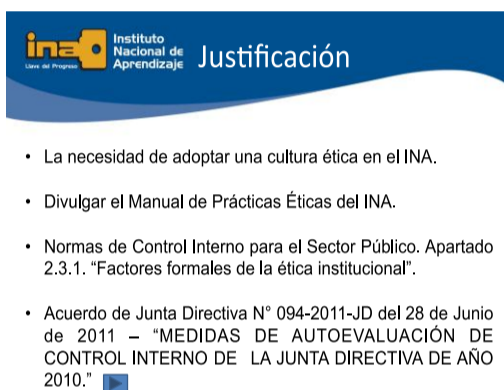 ina
Llave del Progreso
Instituto
Nacional de
Aprendizaje
Justificación
• La necesidad de adoptar una cultura ética en el INA.
• Divulgar el Manual de Prácticas Éticas del INA.
• Normas de Control Interno para el Sector Público. Apartado
2.3.1. “Factores formales de la ética institucional”.
• Acuerdo de Junta Directiva N° 094-2011-JD del 28 de Junio
de 2011 – “MEDIDAS DE AUTOEVALUACIÓN DE
CONTROL INTERNO DE LA JUNTA DIRECTIVA DE AÑO
2010.”